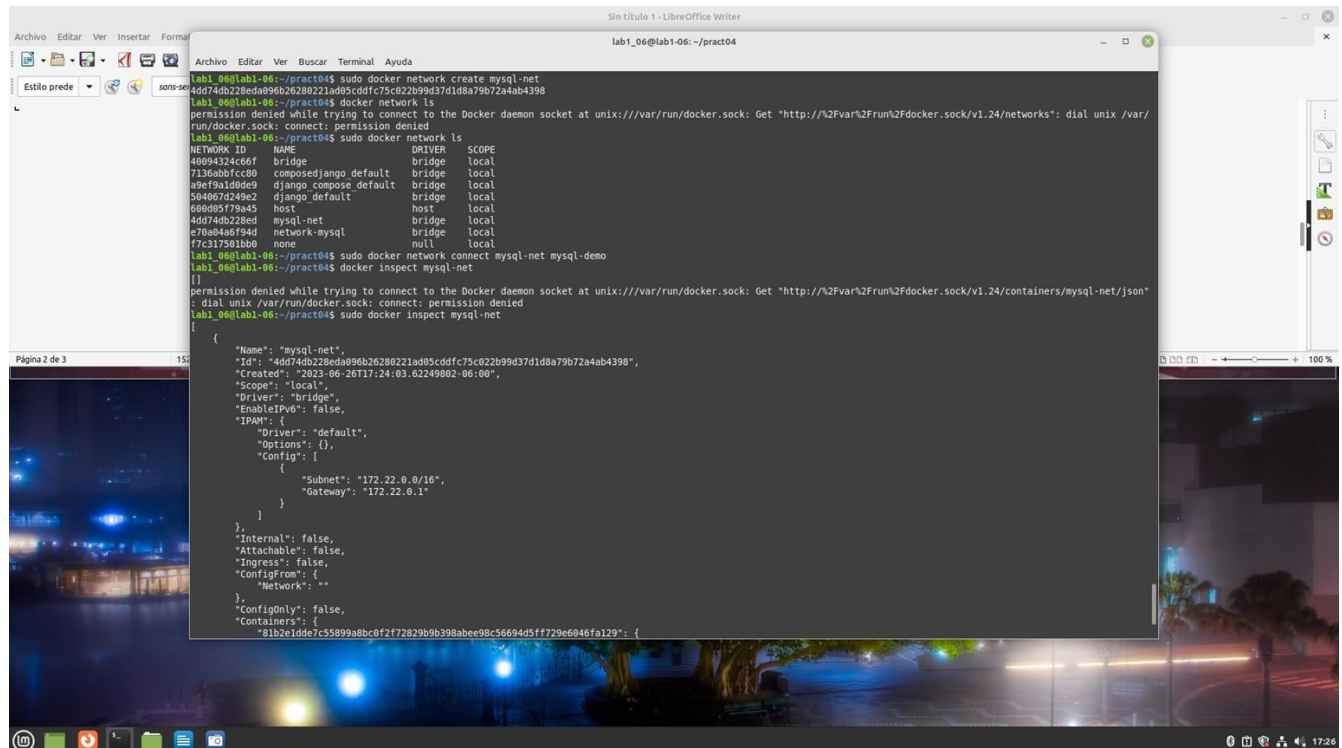 Sin título 1 - LibreOffice Writer
Archivo Editar Ver Insertar Format
lab1_06@lab1-06: ~/pract04
Archivo Editar Ver Buscar Terminal Ayuda
Estilo prede
sans-ser
lab1_06@lab1-06:~/pract04$ sudo docker network create mysql-net
4dd74db228eda096b26280221ad05cddfc75c022b99d37d1d8a79b72a4ab4398
lab1_06@lab1-06:~/pract04$ docker network ls
permission denied while trying to connect to the Docker daemon socket at unix:///var/run/docker.sock: Get "http://%2Fvar%2Frun%2Fdocker.sock/v1.24/networks": dial unix /var/
run/docker.sock: connect: permission denied
lab1_06@lab1-06:~/pract04$ sudo docker network ls
NETWORK ID NAME DRIVER SCOPE
40094324c66f bridge bridge local
7136abbfcc80 composedjango_default bridge local
a9ef9a1d0de9 django_compose_default bridge local
504067d249e2 django_default bridge local
600d05f79a45 host host local
4dd74db228ed mysql-net bridge local
e70a04a6f94d network-mysql bridge local
f7c317501bb0 none null local
lab1_06@lab1-06:~/pract04$ sudo docker network connect mysql-net mysql-demo
lab1_06@lab1-06:~/pract04$ docker inspect mysql-net
[]
permission denied while trying to connect to the Docker daemon socket at unix:///var/run/docker.sock: Get "http://%2Fvar%2Frun%2Fdocker.sock/v1.24/containers/mysql-net/json"
: dial unix /var/run/docker.sock: connect: permission denied
lab1_06@lab1-06:~/pract04$ sudo docker inspect mysql-net
[
{
"Name": "mysql-net",
"Id": "4dd74db228eda096b26280221ad05cddfc75c022b99d37d1d8a79b72a4ab4398",
"Created": "2023-06-26T17:24:03.62249802-06:00",
"Scope": "local",
"Driver": "bridge",
"EnableIPv6": false,
"IPAM": {
"Driver": "default",
"Options": {},
"Config": [
{
"Subnet": "172.22.0.0/16",
"Gateway": "172.22.0.1"
}
]
},
"Internal": false,
"Attachable": false,
"Ingress": false,
"ConfigFrom": {
"Network": ""
},
"ConfigOnly": false,
"Containers": {
"81b2e1dde7c55899a8bc0f2f72829b9b398abee98c56694d5ff729e6046fa129": {
Página 2 de 3
152
100 %
17:26